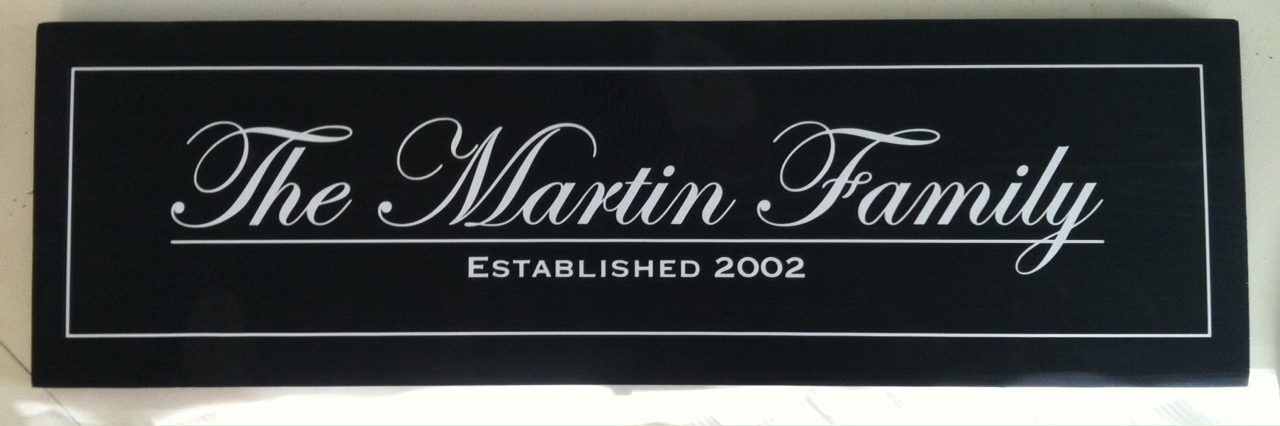 The Martin Family
ESTABLISHED 2002